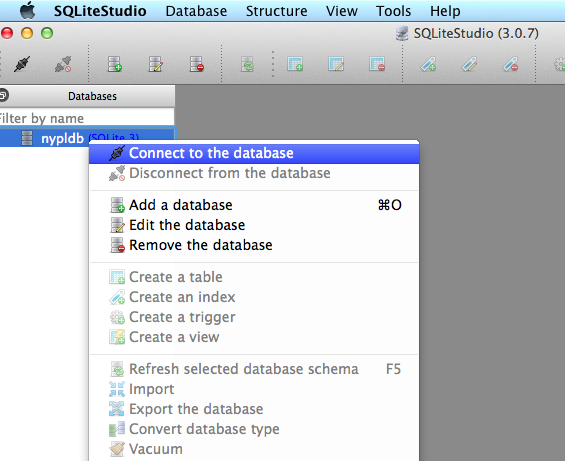 SQLiteStudio Database Structure View Tools Help
SQLiteStudio (3.0.7)
Databases
Filter by name
nypldb (SQLite 3)
Connect to the database
Disconnect from the database
Add a database ⌘O
Edit the database
Remove the database
Create a table
Create an index
Create a trigger
Create a view
Refresh selected database schema F5
Import
Export the database
Convert database type
Vacuum